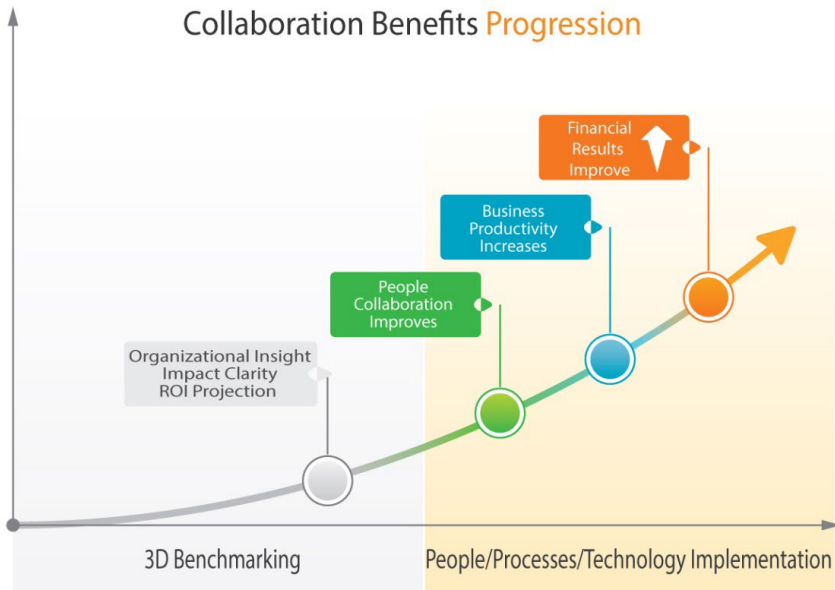 Collaboration Benefits Progression
Financial
Results
Improve
Business
Productivity
Increases
People
Collaboration
Improves
Organizational Insight
Impact Clarity
ROI Projection
3D Benchmarking
People/Processes/Technology Implementation